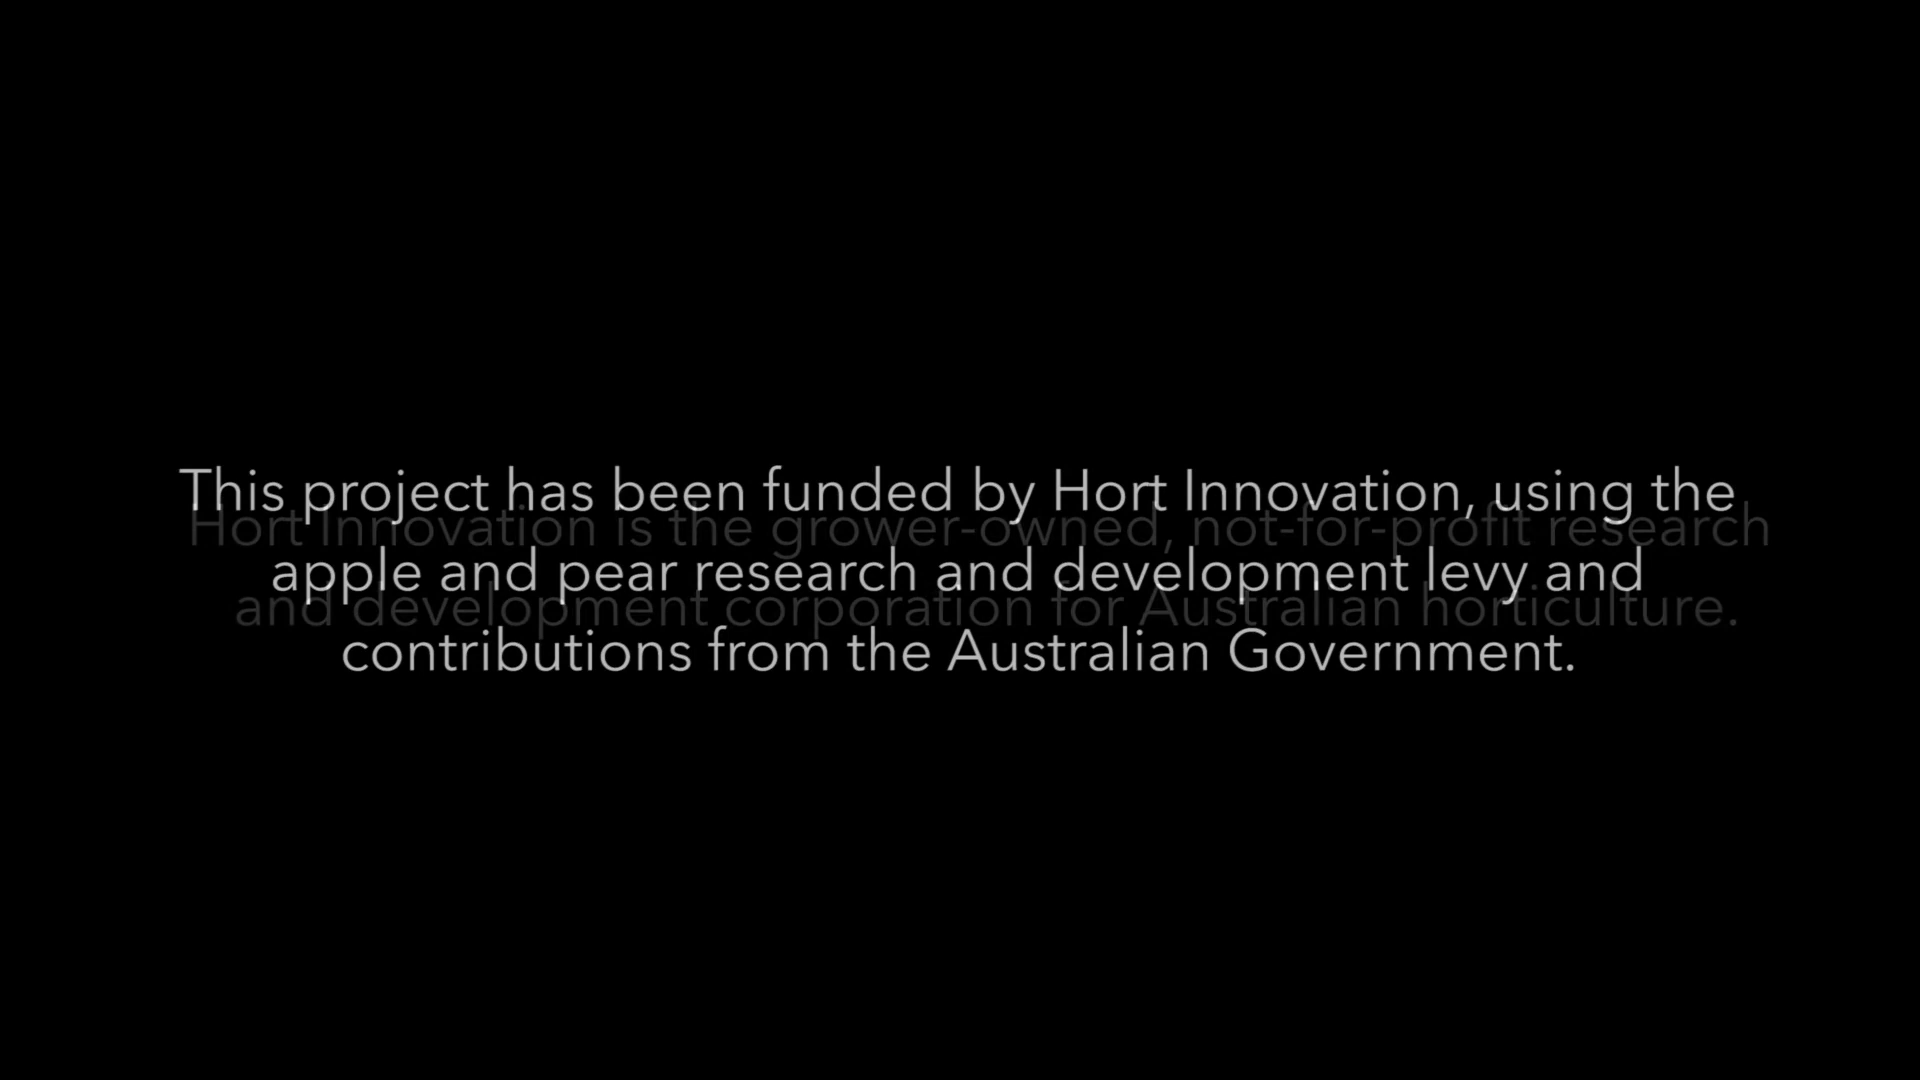 This project has been funded by Hort Innovation, using the
apple and pear research and development levy and
contributions from the Australian Government.
Hort Innovation is the grower-owned, not-for-profit research
and development corporation for Australian horticulture.